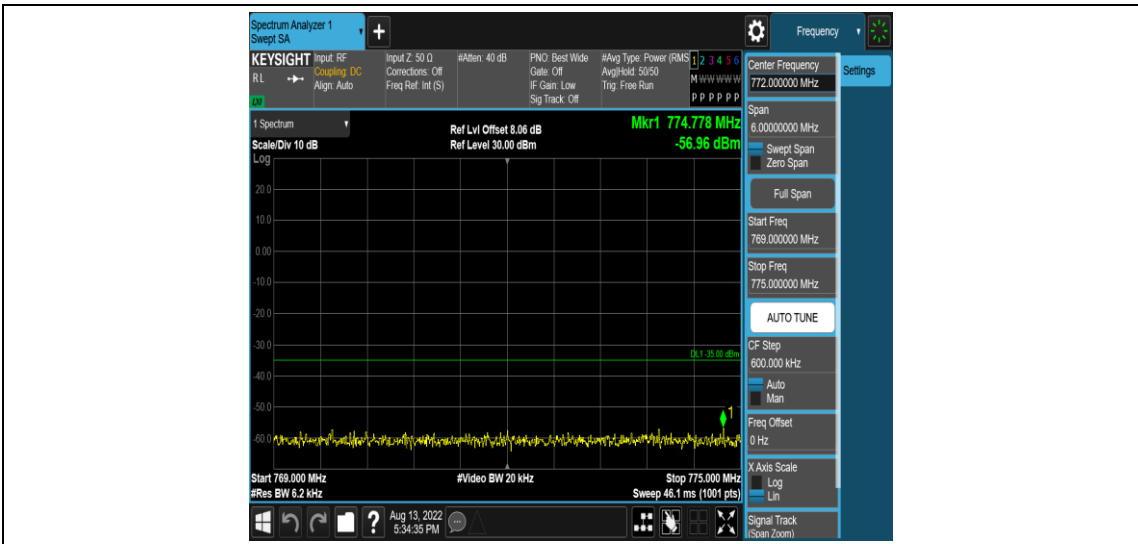 Spectrum Analyzer 1
Swept SA
+
Frequency
KEYSIGHT
RL
LXI
Input: RF
Coupling: DC
Align: Auto
Input Z: 50 Ω
Corrections: Off
Freq Ref: Int (S)
#Atten: 40 dB
PNO: Best Wide
Gate: Off
IF Gain: Low
Sig Track: Off
#Avg Type: Power (RMS
Avg|Hold: 50/50
Trig: Free Run
1 2 3 4 5 6
M W W W W W
P P P P P P
Center Frequency
772.000000 MHz
Settings
1 Spectrum
Scale/Div 10 dB
Ref Lvl Offset 8.06 dB
Ref Level 30.00 dBm
Mkr1 774.778 MHz
-56.96 dBm
Log
20.0
10.0
0.00
-10.0
-20.0
-30.0
-40.0
-50.0
-60.0
DL1 -35.00 dBm
1
Start 769.000 MHz
#Res BW 6.2 kHz
#Video BW 20 kHz
Stop 775.000 MHz
Sweep 46.1 ms (1001 pts)
Span
6.00000000 MHz
Swept Span
Zero Span
Full Span
Start Freq
769.000000 MHz
Stop Freq
775.000000 MHz
AUTO TUNE
CF Step
600.000 kHz
Auto
Man
Freq Offset
0 Hz
X Axis Scale
Log
Lin
Signal Track
(Span Zoom)
?
Aug 13, 2022
5:34:35 PM